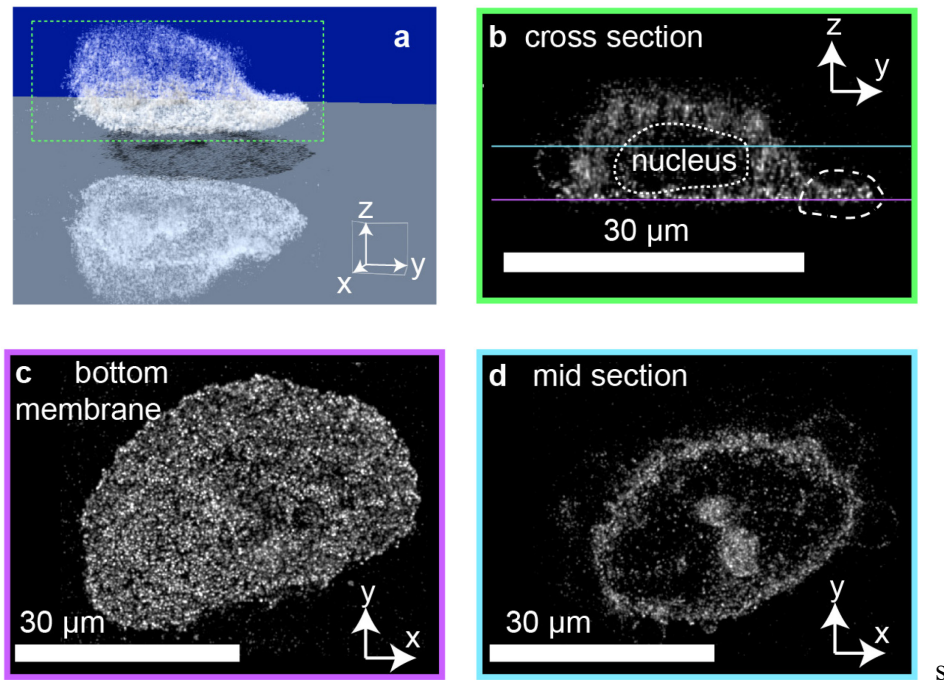 a
z
x
y
b cross section
z
y
nucleus
30 µm
c bottom
membrane
30 µm
y
x
d mid section
30 µm
y
x
s